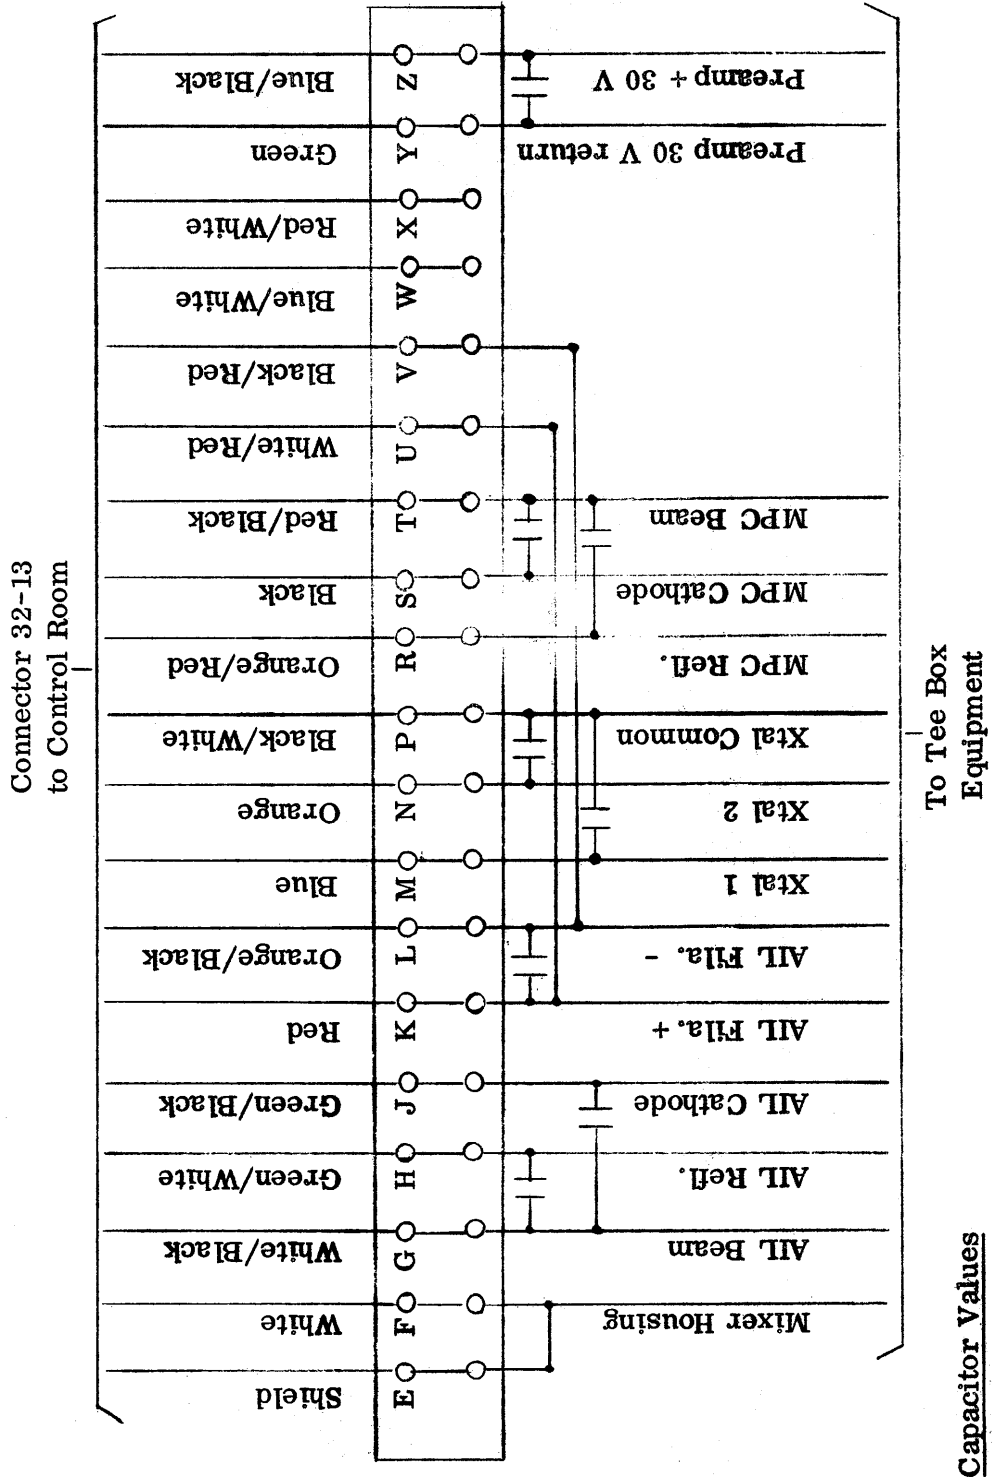 Connector 32-13
to Control Room
Blue/Black Z Preamp + 30 V
Green Y Preamp 30 V return
Red/White X
Blue/White W
Black/Red V
White/Red U
Red/Black T MPC Beam
Black S MPC Cathode
Orange/Red R MPC Refl.
Black/White P Xtal Common
Orange N Xtal 2
Blue M Xtal 1
Orange/Black L AIL Fila. -
Red K AIL Fila. +
Green/Black J AIL Cathode
Green/White H AIL Refl.
White/Black G AIL Beam
White F Mixer Housing
Shield E
To Tee Box
Equipment
Capacitor Values